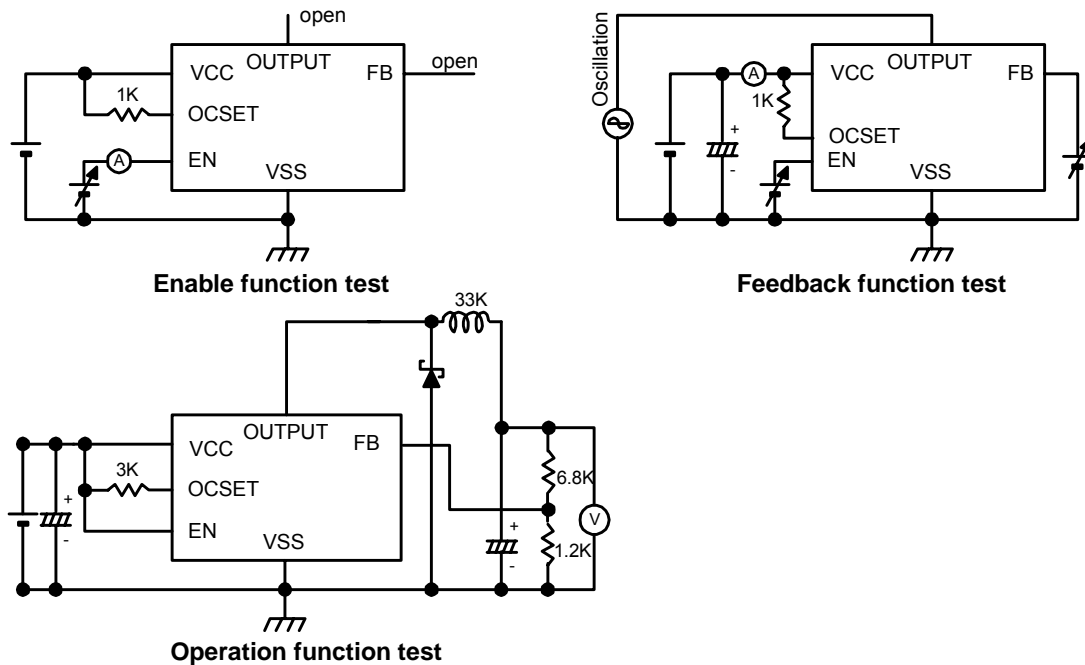 open
VCC
OUTPUT
FB
open
1K
OCSET
EN
A
VSS
Enable function test
Oscillation
A
VCC
OUTPUT
FB
1K
+
OCSET
-
EN
VSS
Feedback function test
33K
VCC
OUTPUT
FB
3K
OCSET
+
-
EN
VSS
6.8K
+
-
1.2K
V
Operation function test